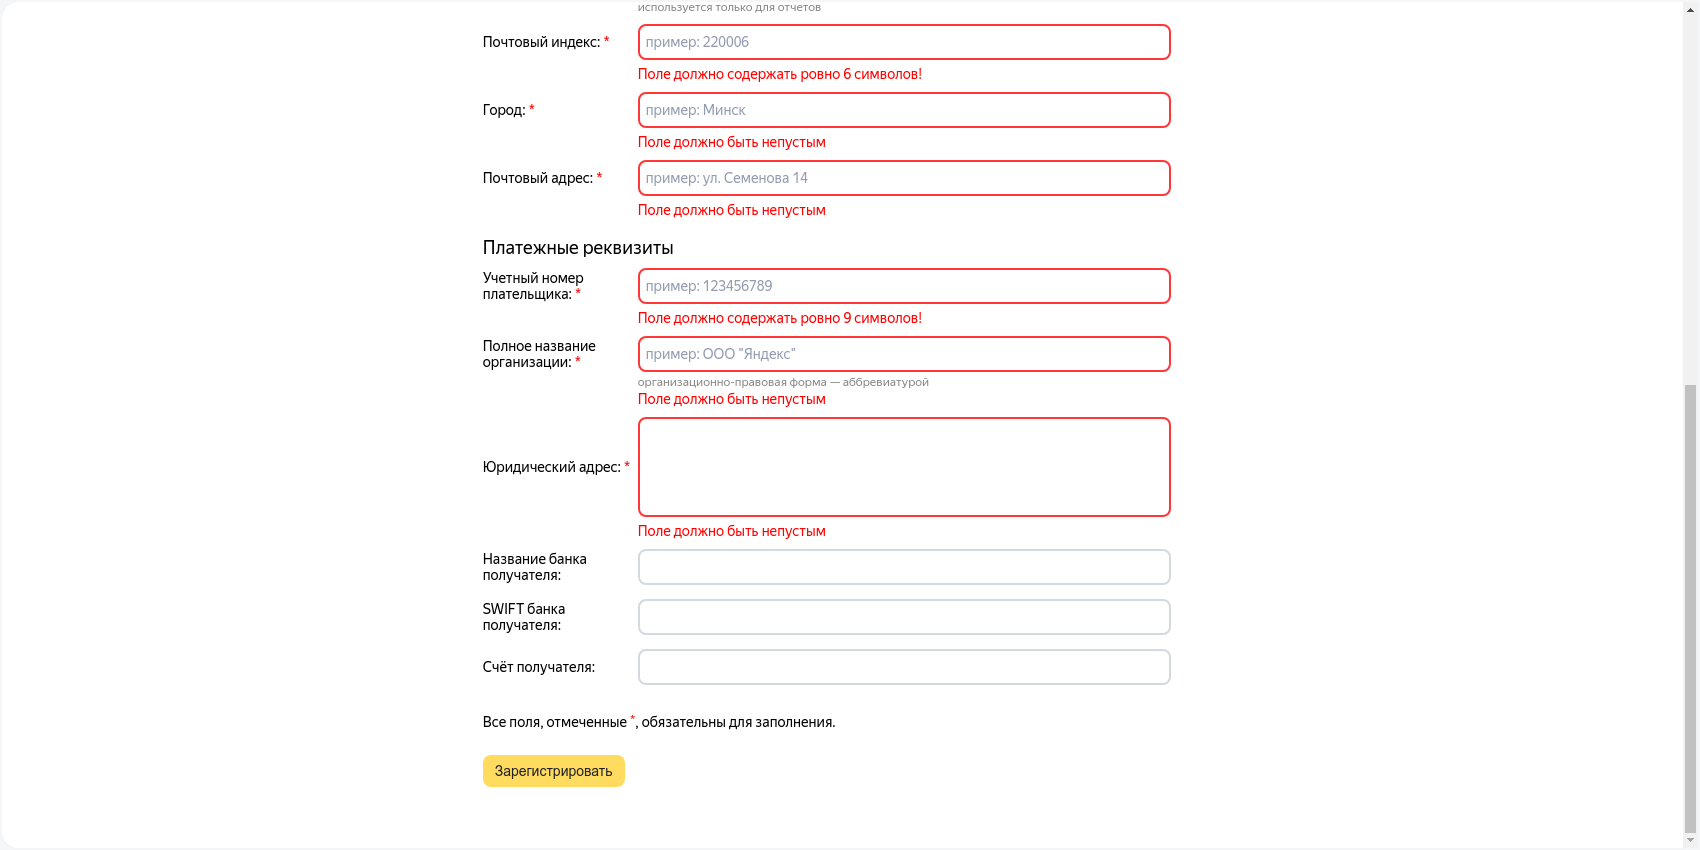 используется только для отчетов
Почтовый индекс: *
пример: 220006
Поле должно содержать ровно 6 символов!
Город: *
пример: Минск
Поле должно быть непустым
Почтовый адрес: *
пример: ул. Семенова 14
Поле должно быть непустым
Платежные реквизиты
Учетный номер
плательщика: *
пример: 123456789
Поле должно содержать ровно 9 символов!
Полное название
организации: *
пример: ООО "Яндекс"
организационно-правовая форма — аббревиатурой
Поле должно быть непустым
Юридический адрес: *
Поле должно быть непустым
Название банка
получателя:
SWIFT банка
получателя:
Счёт получателя:
Все поля, отмеченные *, обязательны для заполнения.
Зарегистрировать